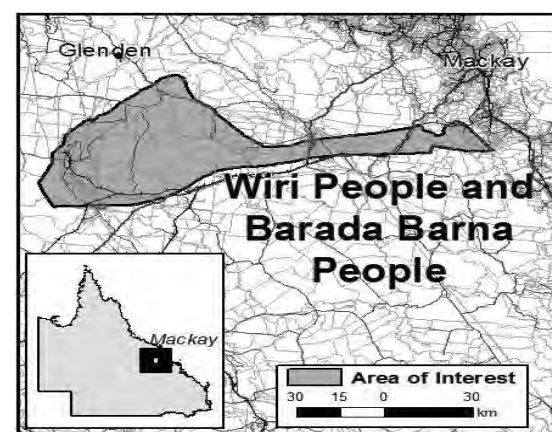 Glenden
Mackay
Wiri People and
Barada Barna
People
Mackay
Area of Interest
30 15 0 30
km